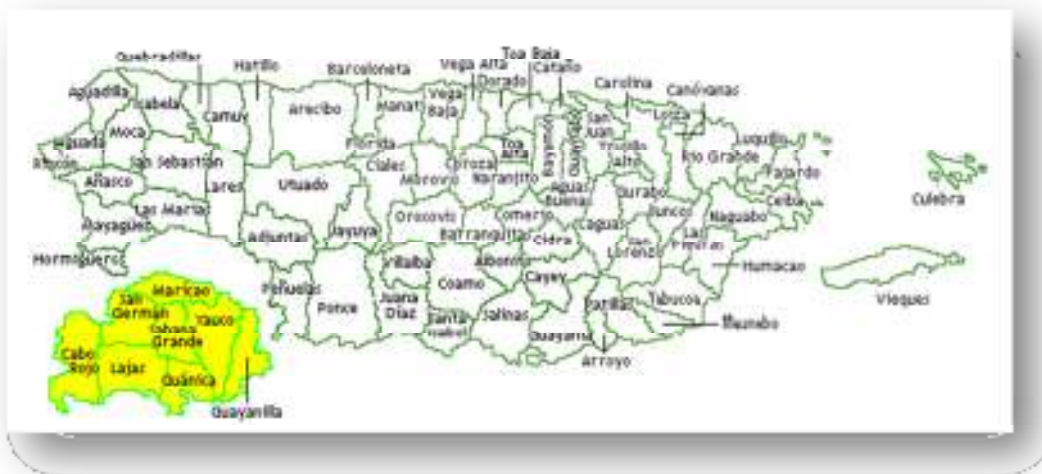 Toa Baja
Quebradillas
Hatillo
Barceloneta
Vega Alta
Cataño
Dorado
Carolina
Canóvanas
Aguadilla
Isabela
Camuy
Arecibo
Manatí
Vega
Baja
San
Juan
Loíza
Moca
Aguada
Rincón
San Sebastián
Florida
Ciales
Morovis
Corozal
Toa
Alta
Naranjito
Bayamón
Guaynabo
Trujillo
Alto
Río Grande
Luquillo
Fajardo
Ceiba
Culebra
Añasco
Lares
Utuado
Aguas
Buenas
Gurabo
Las Marías
Mayagüez
Adjuntas
Jayuya
Orocovis
Comerío
Barranquitas
Cidra
Caguas
Juncos
Naguabo
San
Lorenzo
Las
Piedras
Hormigueros
Villalba
Coamo
Aibonito
Cayey
Humacao
Vieques
Maricao
San
Germán
Yauco
Sabana
Grande
Peñuelas
Ponce
Juana
Díaz
Santa
Isabel
Salinas
Guayama
Patillas
Yabucoa
Arroyo
Cabo
Rojo
Lajas
Guánica
Guayanilla